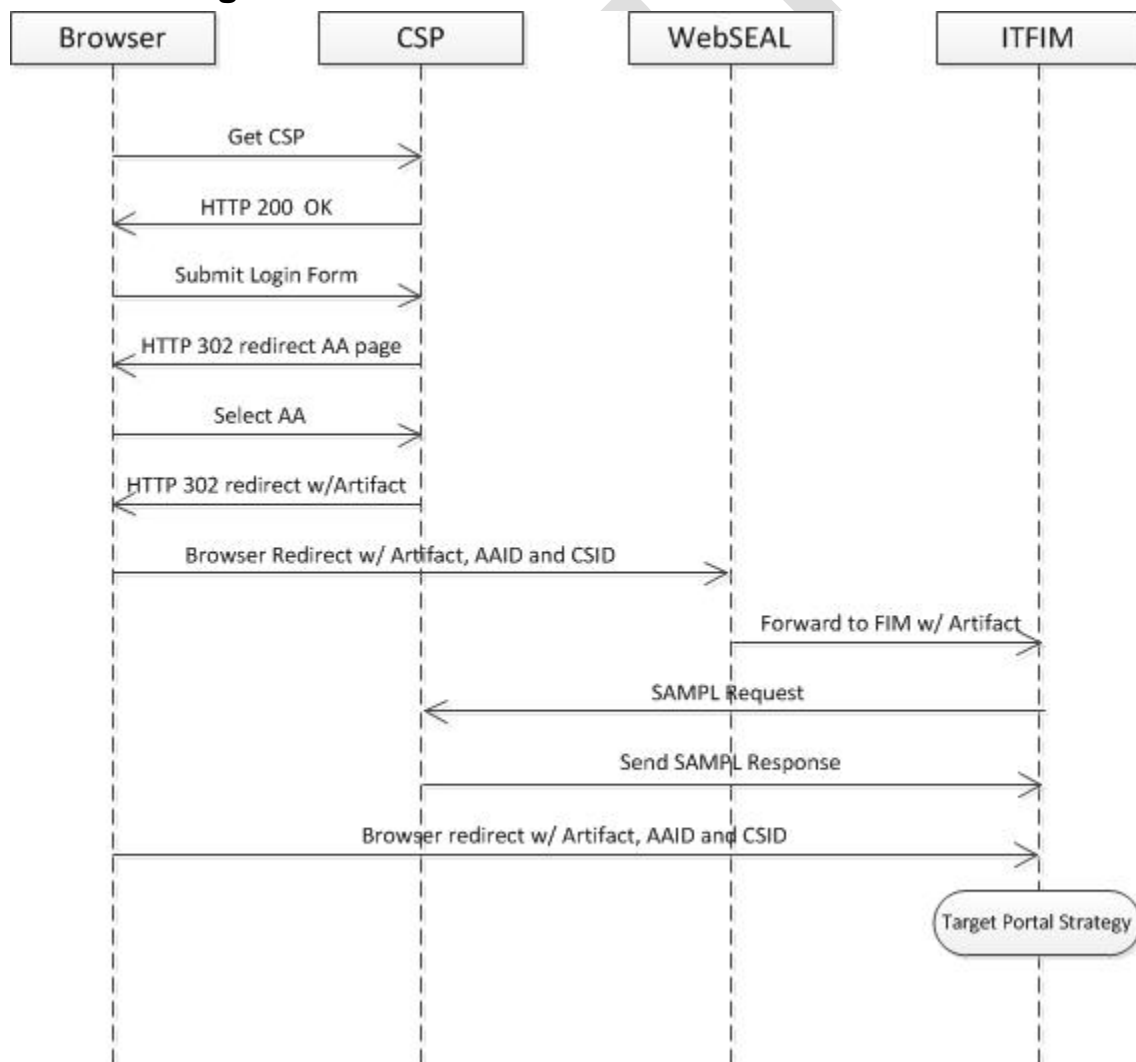 Browser
CSP
WebSEAL
ITFIM
Get CSP
HTTP 200 OK
Submit Login Form
HTTP 302 redirect AA page
Select AA
HTTP 302 redirect w/Artifact
Browser Redirect w/ Artifact, AAID and CSID
Forward to FIM w/ Artifact
SAMPL Request
Send SAMPL Response
Browser redirect w/ Artifact, AAID and CSID
Target Portal Strategy